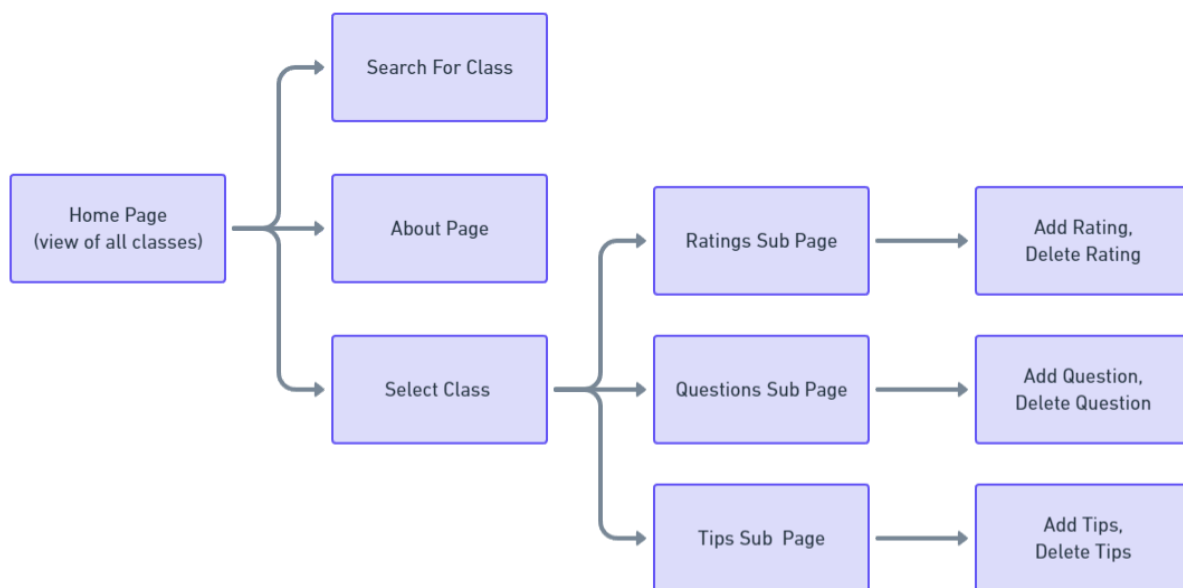 Search For Class
Home Page
(view of all classes)
About Page
Select Class
Ratings Sub Page
Add Rating,
Delete Rating
Questions Sub Page
Add Question,
Delete Question
Tips Sub  Page
Add Tips,
Delete Tips